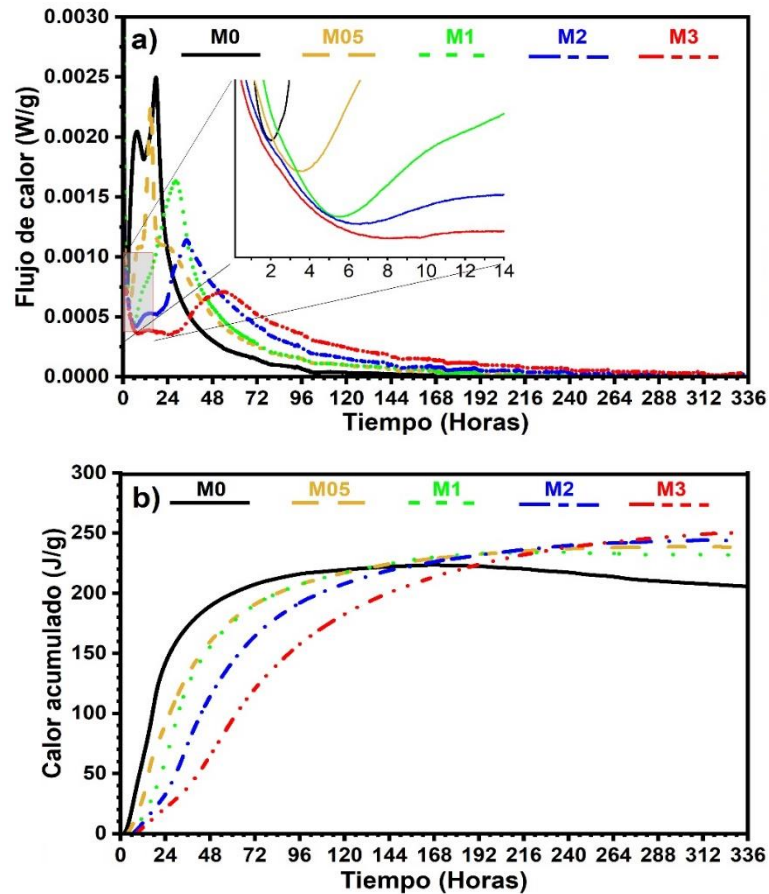 a)
M0 M05 M1 M2 M3
Flujo de calor (W/g)
0.0030
0.0025
0.0020
0.0015
0.0010
0.0005
0.0000
2 4 6 8 10 12 14
0 24 48 72 96 120 144 168 192 216 240 264 288 312 336
Tiempo (Horas)
b)
M0 M05 M1 M2 M3
Calor acumulado (J/g)
300
250
200
150
100
50
0
0 24 48 72 96 120 144 168 192 216 240 264 288 312 336
Tiempo (Horas)